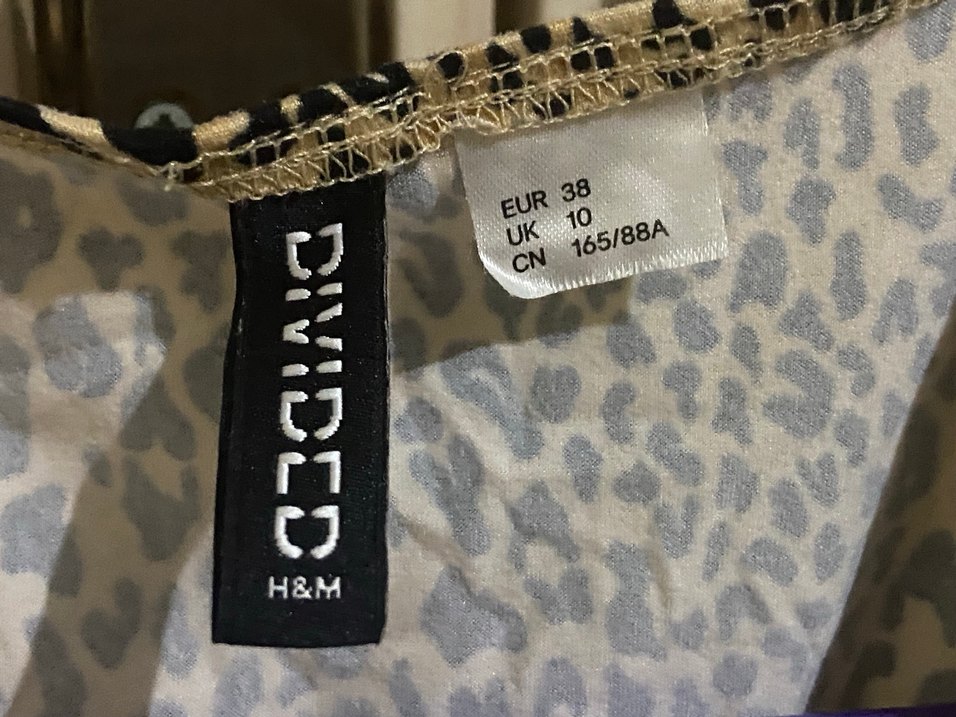 DIVIDED
H&M
EUR 38
UK 10
CN 165/88A